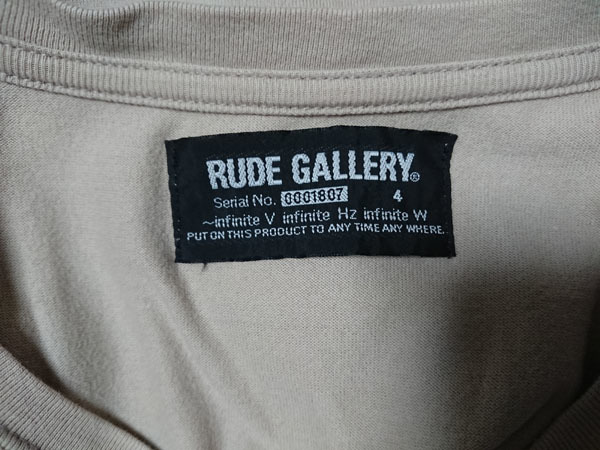 RUDE GALLERY®
Serial No. 0001807 4
~infinite V infinite Hz infinite W
PUT ON THIS PRODUCT TO ANY TIME ANY WHERE.